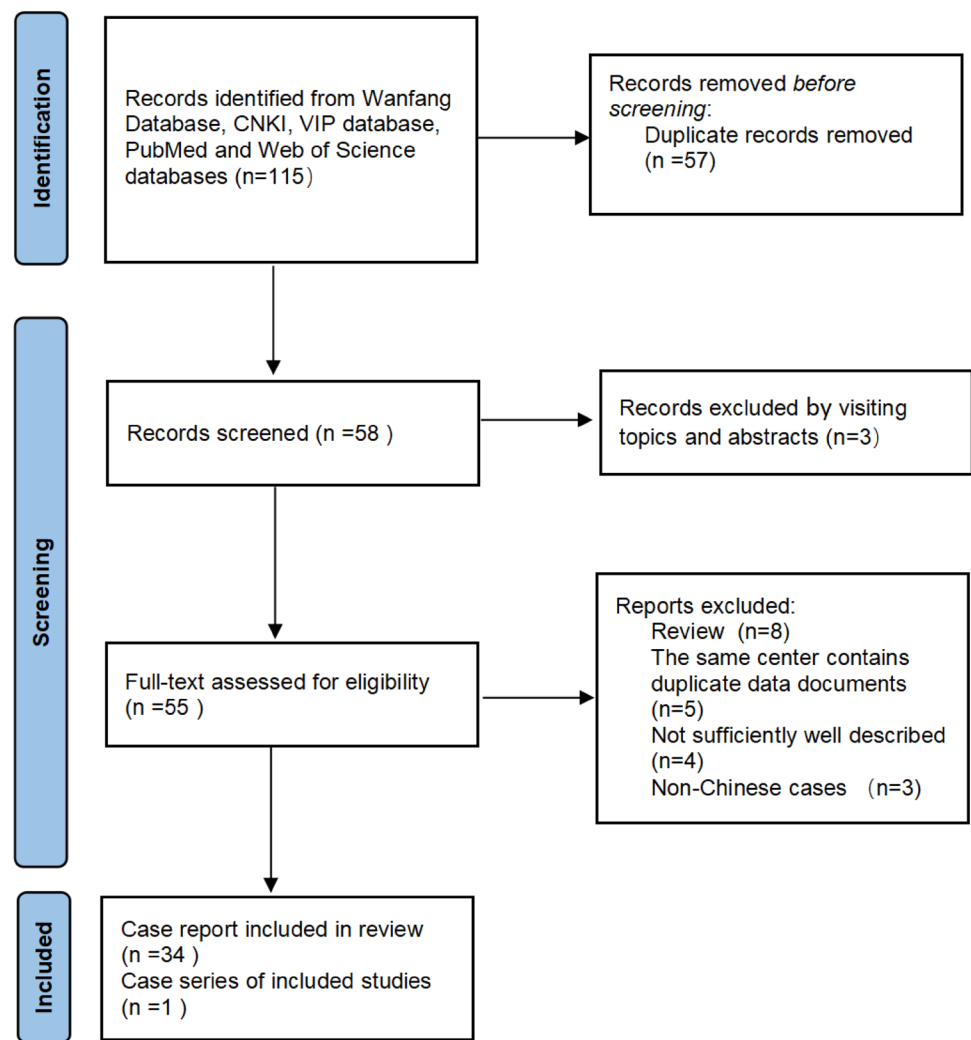 Identification
Records identified from Wanfang
Database, CNKI, VIP database,
PubMed and Web of Science
databases (n=115）
Records removed before
screening:
Duplicate records removed
(n =57)
Screening
Records screened (n =58 )
Records excluded by visiting
topics and abstracts (n=3）
Full-text assessed for eligibility
(n =55 )
Reports excluded:
Review  (n=8)
The same center contains
duplicate data documents
(n=5)
Not sufficiently well described
(n=4)
Non-Chinese cases （n=3）
Included
Case report included in review
(n =34 )
Case series of included studies
(n =1 )